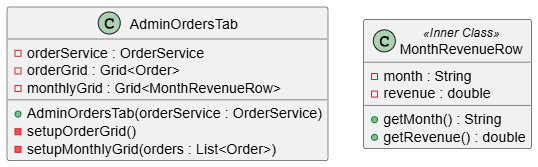 C AdminOrdersTab
orderService : OrderService
orderGrid : Grid<Order>
monthlyGrid : Grid<MonthRevenueRow>
AdminOrdersTab(orderService : OrderService)
setupOrderGrid()
setupMonthlyGrid(orders : List<Order>)
C «Inner Class»
MonthRevenueRow
month : String
revenue : double
getMonth() : String
getRevenue() : double